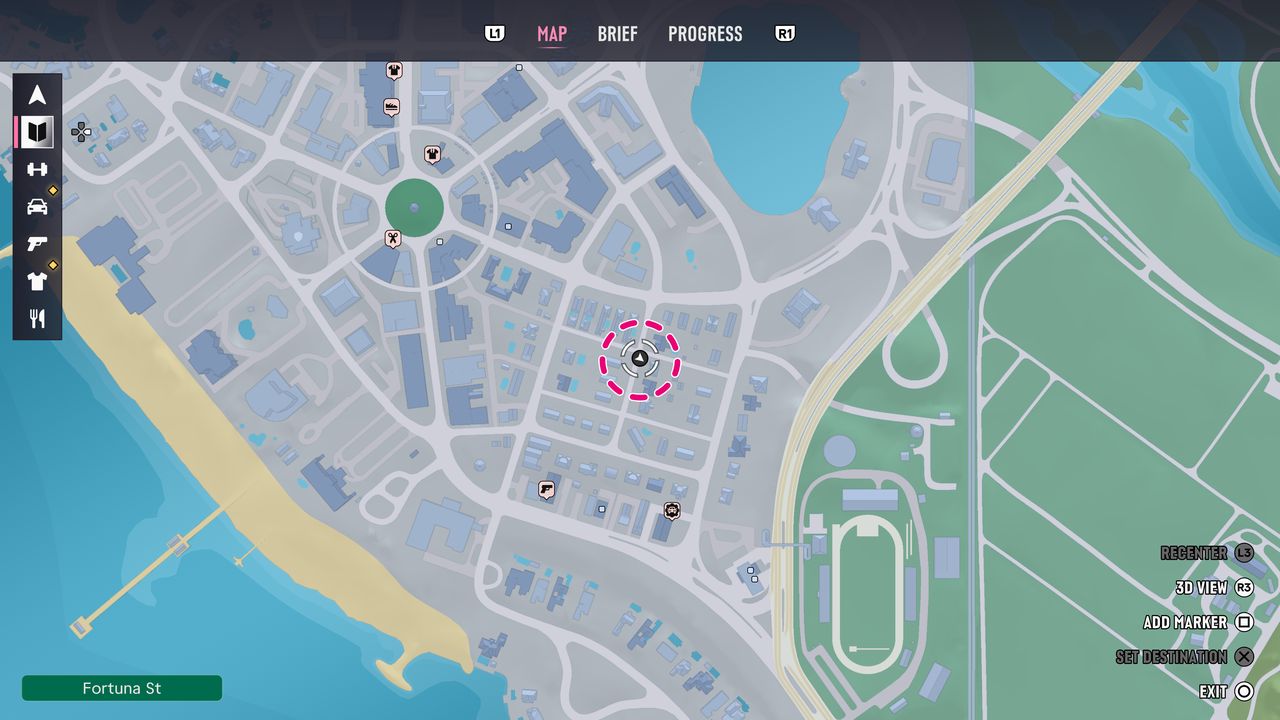 L1 MAP BRIEF PROGRESS R1
RECENTER L3
3D VIEW R3
ADD MARKER
SET DESTINATION
EXIT
Fortuna St